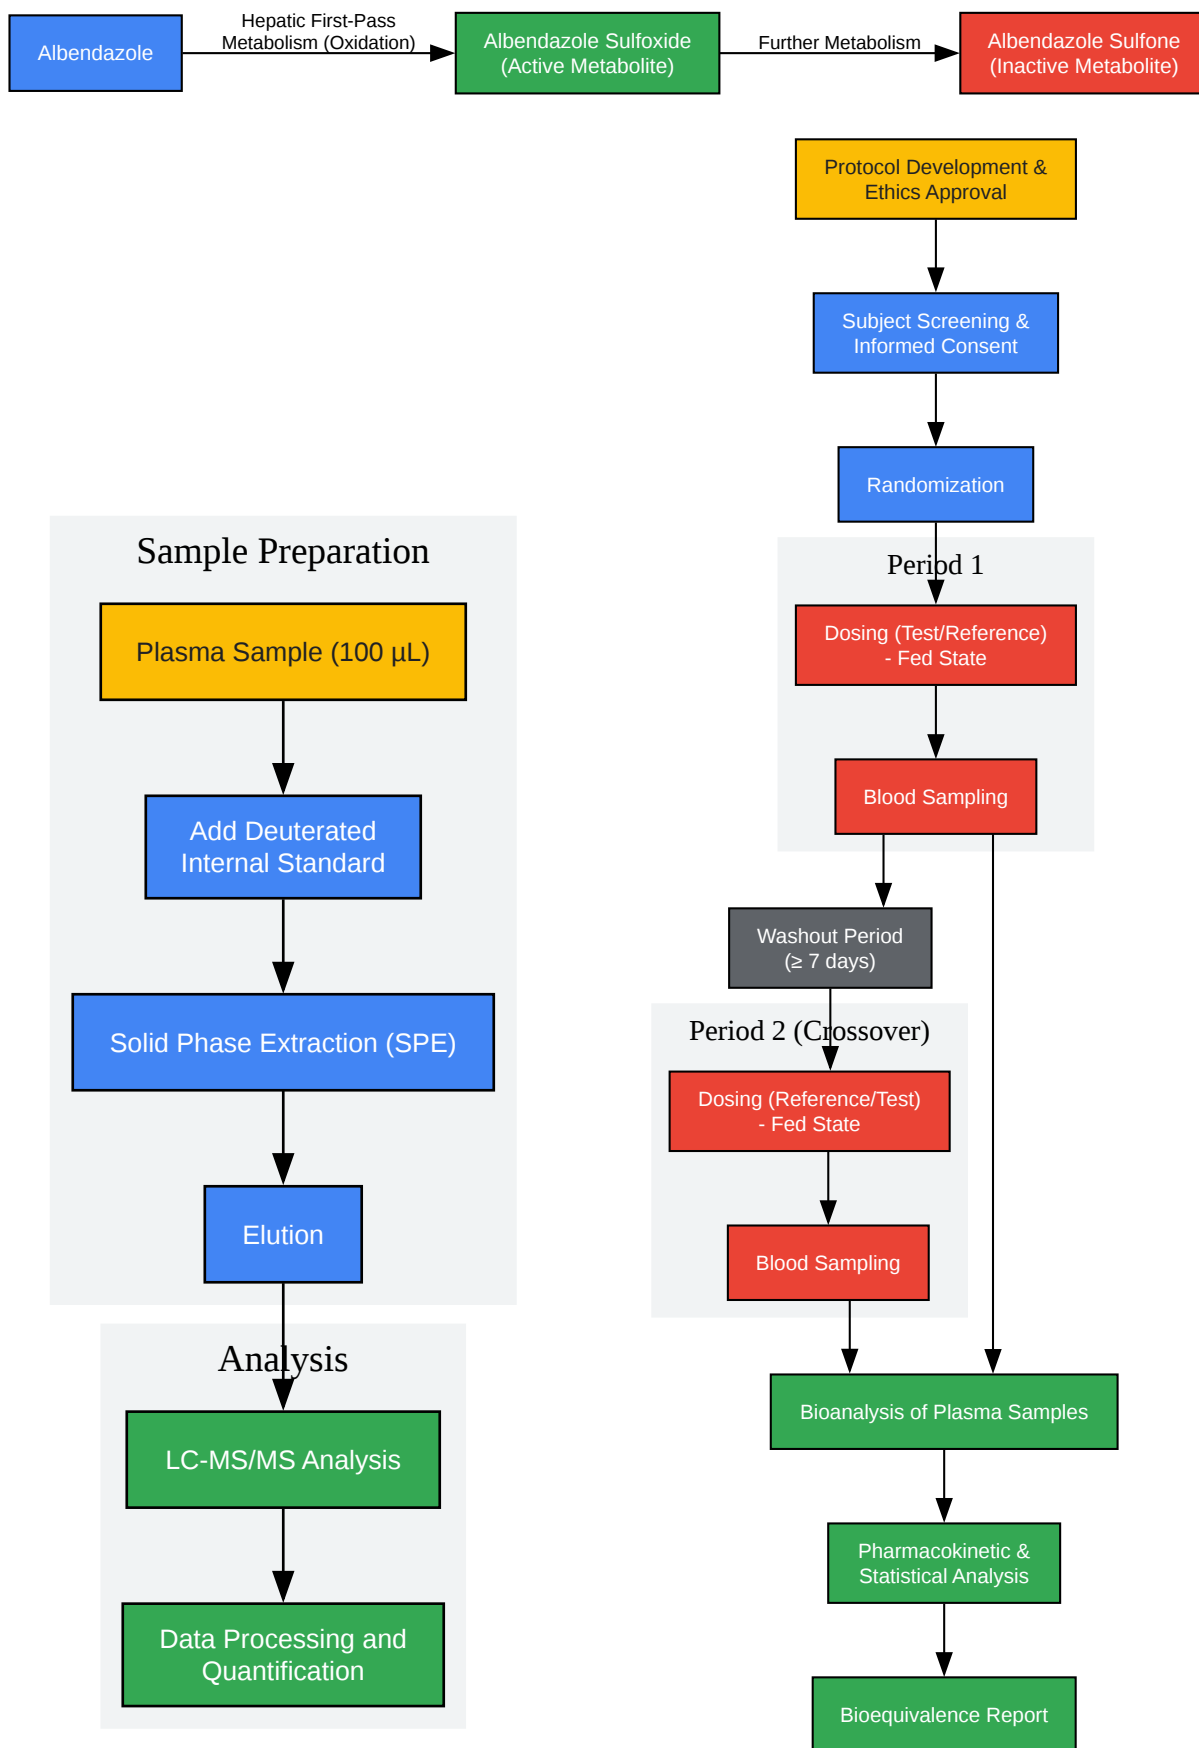 Albendazole
Hepatic First-Pass
Metabolism (Oxidation)
Albendazole Sulfoxide
(Active Metabolite)
Further Metabolism
Albendazole Sulfone
(Inactive Metabolite)
Sample Preparation
Plasma Sample (100 µL)
Add Deuterated
Internal Standard
Solid Phase Extraction (SPE)
Elution
Analysis
LC-MS/MS Analysis
Data Processing and
Quantification
Protocol Development &
Ethics Approval
Subject Screening &
Informed Consent
Randomization
Period 1
Dosing (Test/Reference)
- Fed State
Blood Sampling
Washout Period
(≥ 7 days)
Period 2 (Crossover)
Dosing (Reference/Test)
- Fed State
Blood Sampling
Bioanalysis of Plasma Samples
Pharmacokinetic &
Statistical Analysis
Bioequivalence Report